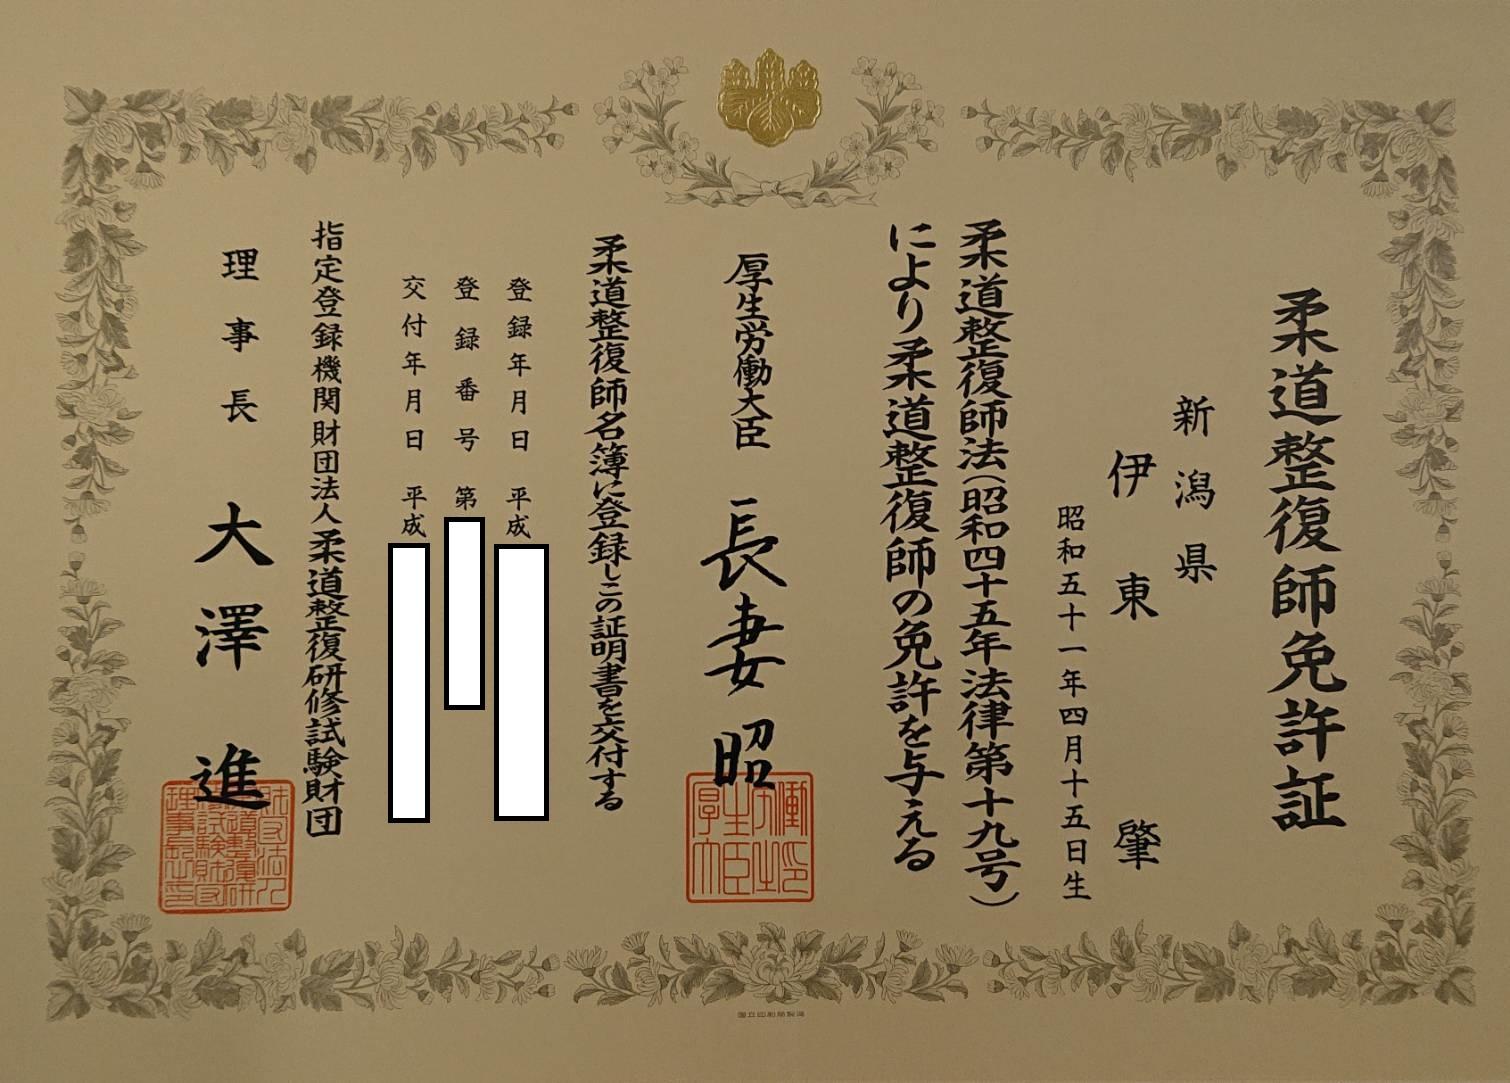 柔道整復師免許証
新潟県
伊東 肇
昭和五十一年四月十五日生
柔道整復師法(昭和四十五年法律第十九号)
により柔道整復師の免許を与える
厚生労働大臣 長妻昭
柔道整復師名簿に登録しこの証明書を交付する
登録年月日 平成
登録番号 第
交付年月日 平成
指定登録機関財団法人柔道整復研修試験財団
理事長 大澤進
国立印刷局製造